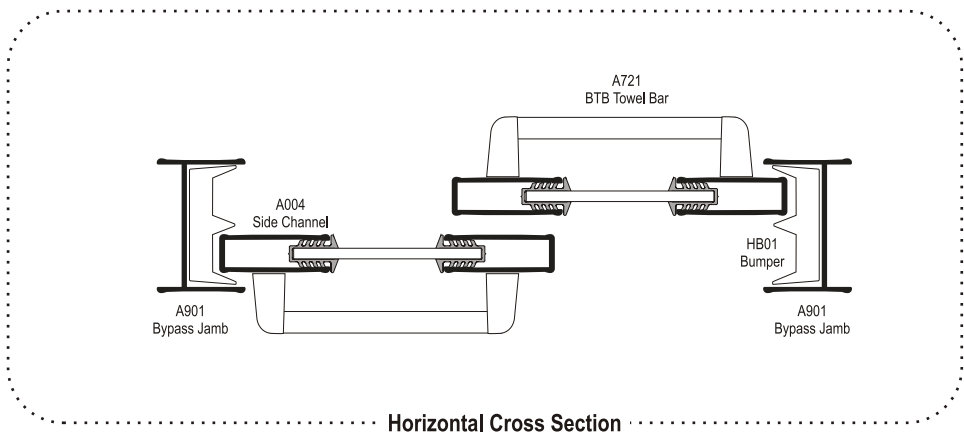 A721
BTB Towel Bar
A004
Side Channel
HB01
Bumper
A901
Bypass Jamb
A901
Bypass Jamb
Horizontal Cross Section